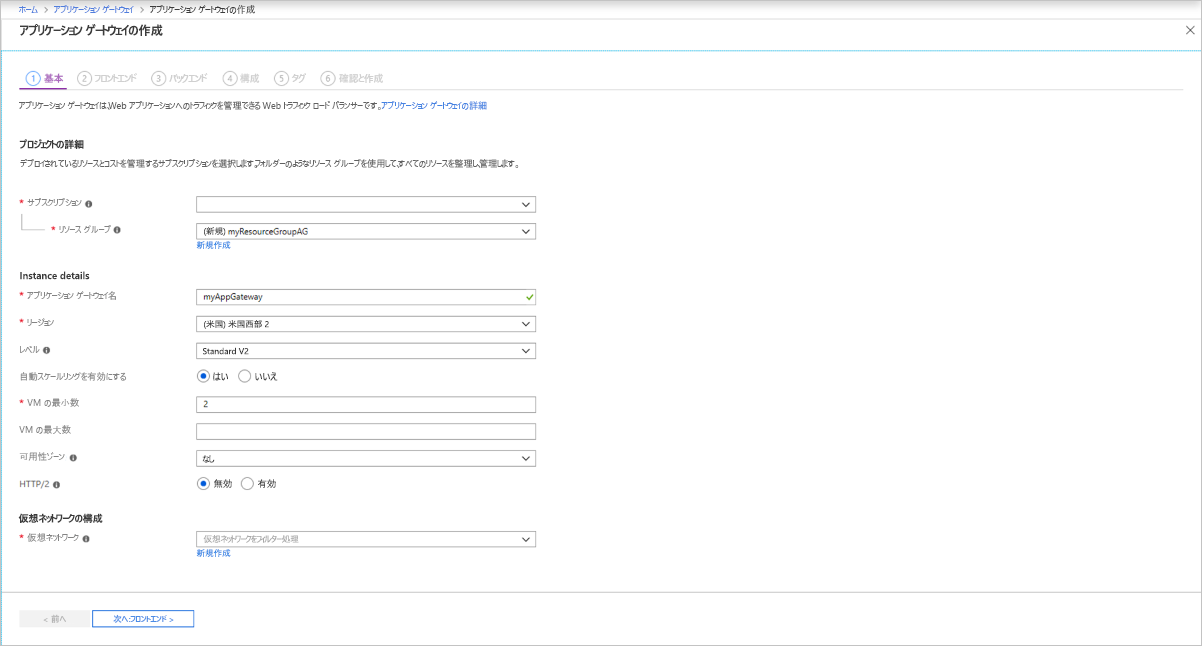 ホーム > アプリケーション ゲートウェイ > アプリケーション ゲートウェイの作成
アプリケーション ゲートウェイの作成
1 基本 2 フロントエンド 3 バックエンド 4 構成 5 タグ 6 確認と作成
アプリケーション ゲートウェイは、Web アプリケーションへのトラフィックを管理できる Web トラフィック ロード バランサーです。アプリケーション ゲートウェイの詳細
プロジェクトの詳細
デプロイされているリソースとコストを管理するサブスクリプションを選択します。フォルダーのようなリソース グループを使用して、すべてのリソースを整理し、管理します。
* サブスクリプション
* リソース グループ (新規) myResourceGroupAG
新規作成
Instance details
* アプリケーション ゲートウェイ名 myAppGateway
* リージョン (米国) 米国西部 2
レベル Standard V2
自動スケールリングを有効にする はい いいえ
* VM の最小数 2
VM の最大数
可用性ゾーン なし
HTTP/2 無効 有効
仮想ネットワークの構成
* 仮想ネットワーク 仮想ネットワークをフィルター処理
新規作成
< 前へ 次へ:フロントエンド >